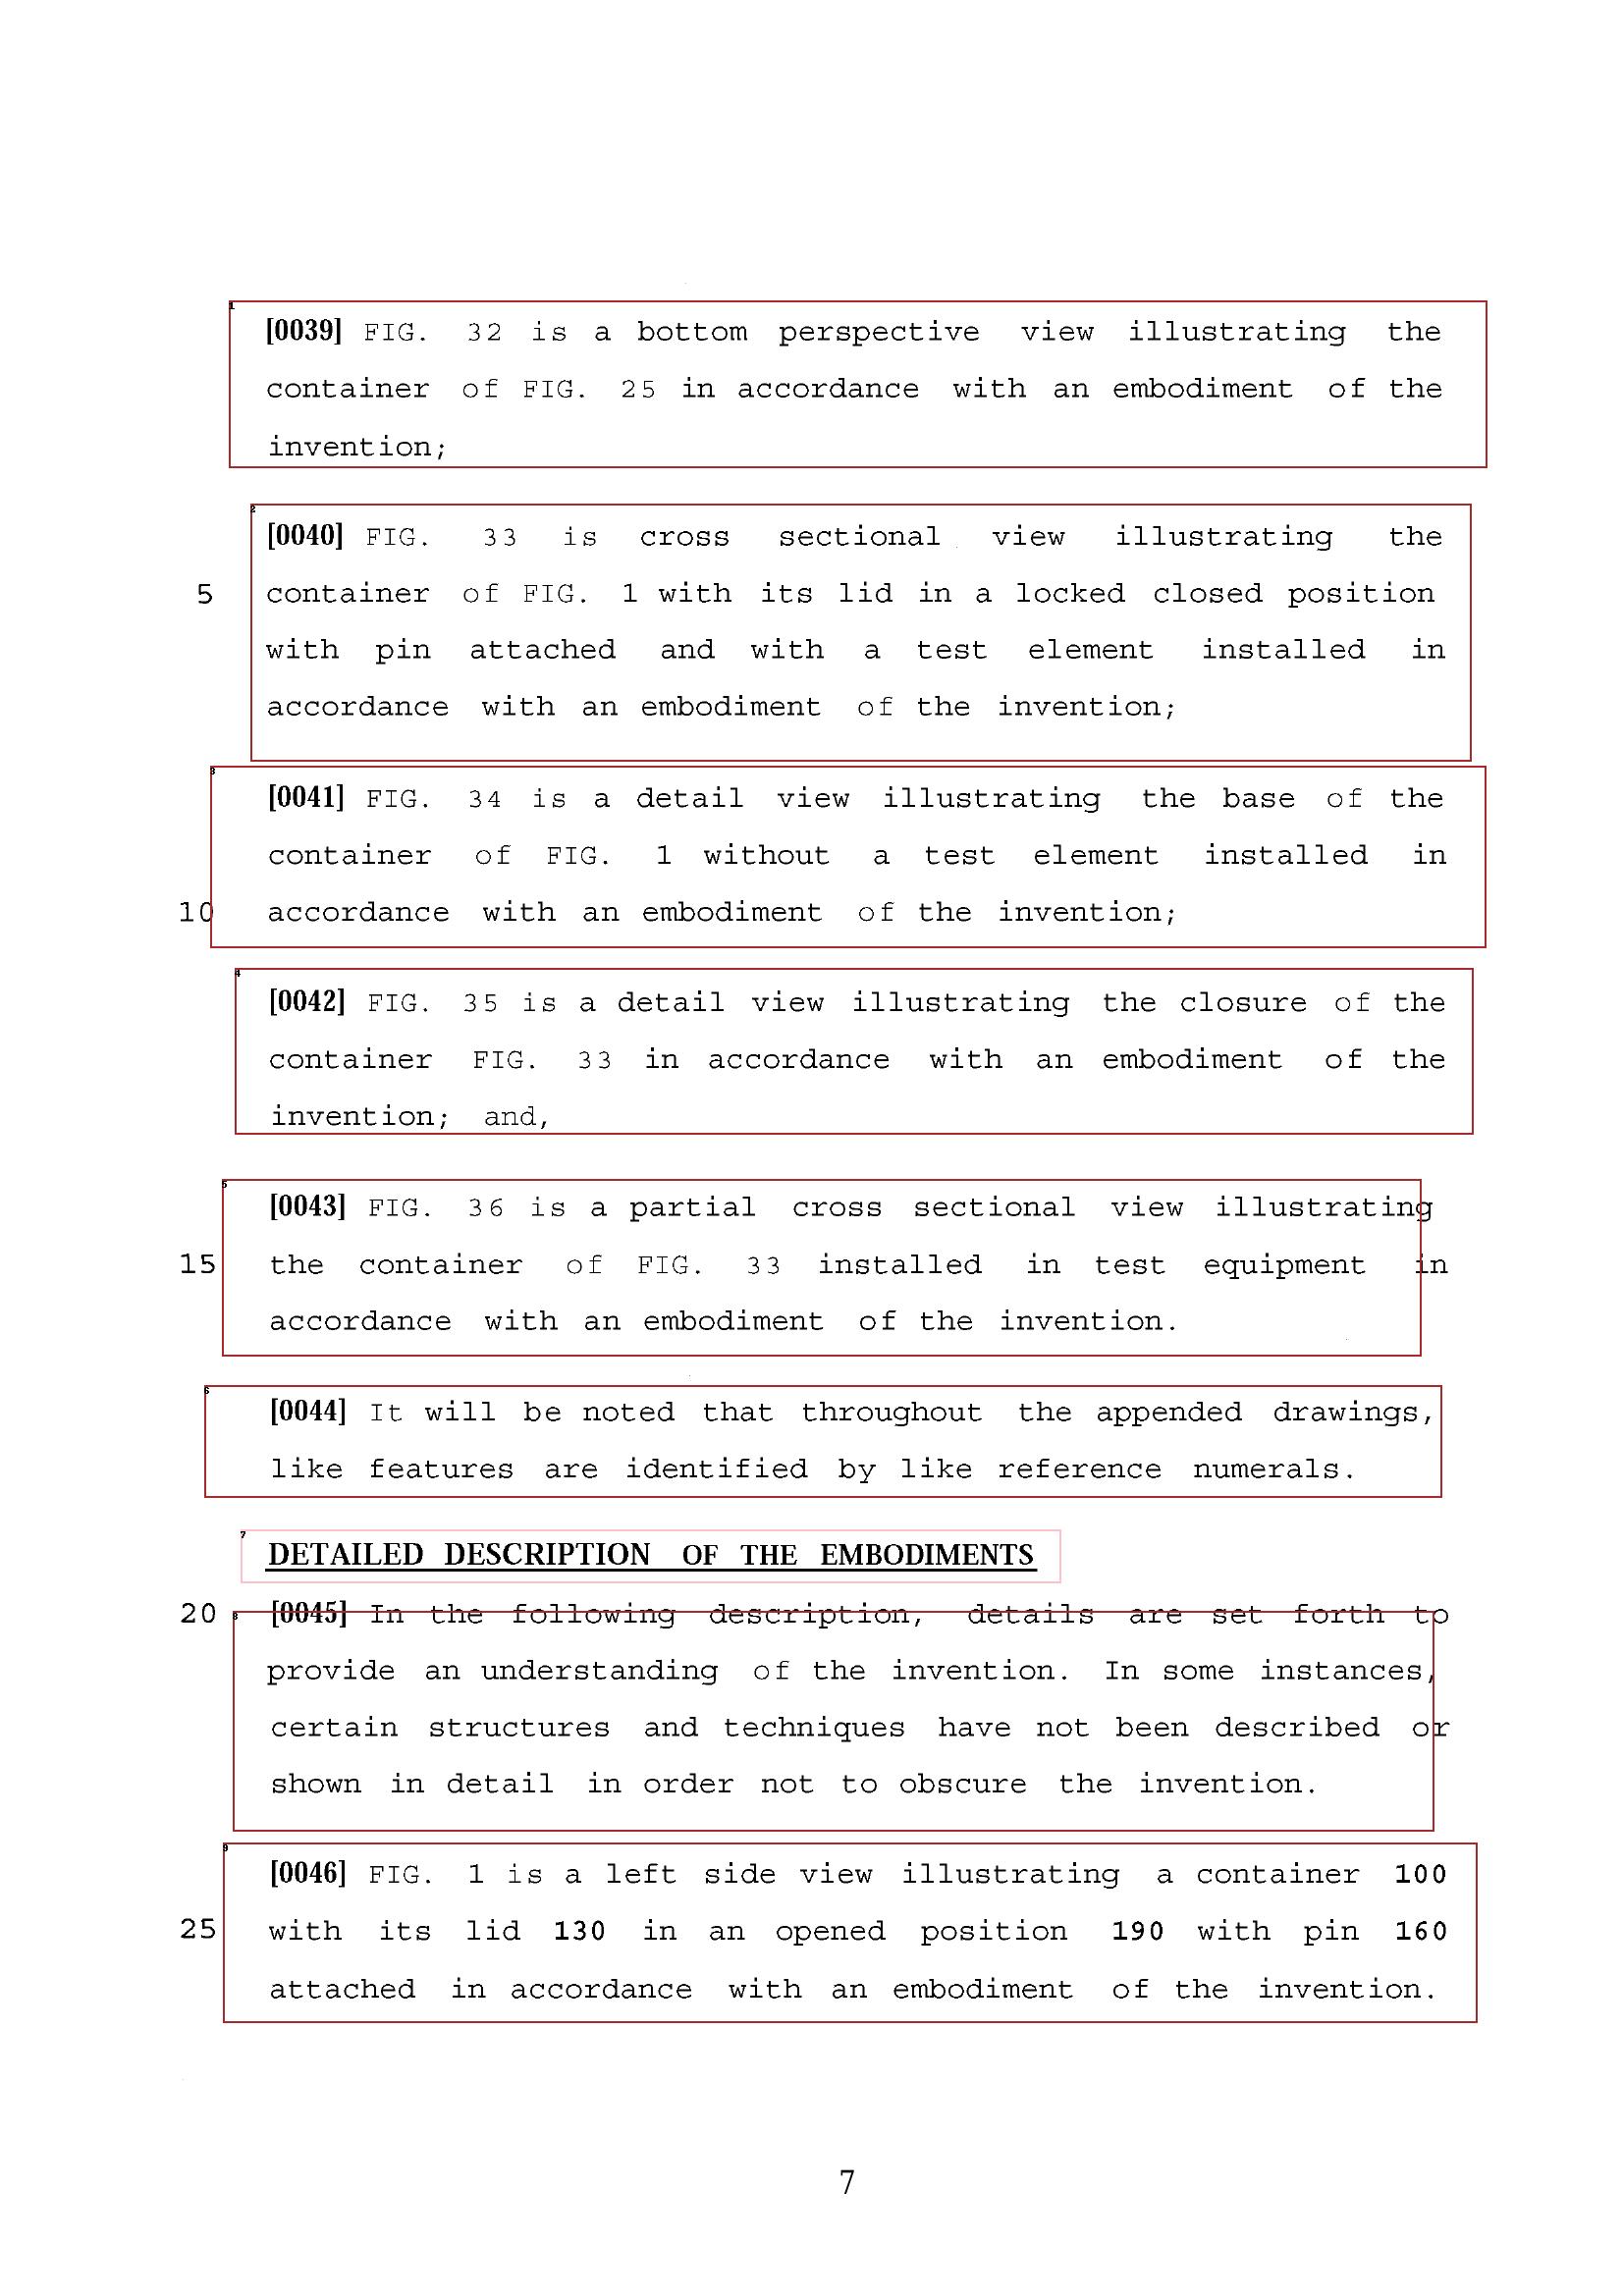 [0039] FIG. 32 is a bottom perspective view illustrating the
container of FIG. 25 in accordance with an embodiment of the
invention;
[0040] FIG. 33 is cross sectional view illustrating the
5 container of FIG. 1 with its lid in a locked closed position
with pin attached and with a test element installed in
accordance with an embodiment of the invention;
[0041] FIG. 34 is a detail view illustrating the base of the
container of FIG. 1 without a test element installed in
10 accordance with an embodiment of the invention;
[0042] FIG. 35 is a detail view illustrating the closure of the
container FIG. 33 in accordance with an embodiment of the
invention; and,
[0043] FIG. 36 is a partial cross sectional view illustrating
15 the container of FIG. 33 installed in test equipment in
accordance with an embodiment of the invention.
[0044] It will be noted that throughout the appended drawings,
like features are identified by like reference numerals.
DETAILED DESCRIPTION OF THE EMBODIMENTS
20 [0045] In the following description, details are set forth to
provide an understanding of the invention. In some instances,
certain structures and techniques have not been described or
shown in detail in order not to obscure the invention.
[0046] FIG. 1 is a left side view illustrating a container 100
25 with its lid 130 in an opened position 190 with pin 160
attached in accordance with an embodiment of the invention.
7